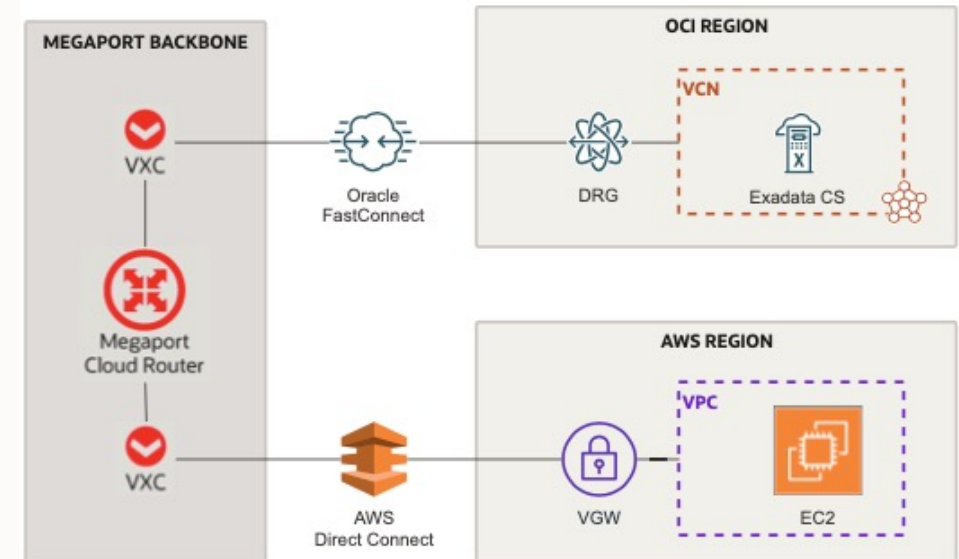 MEGAPORT BACKBONE
VXC
Megaport
Cloud Router
VXC
Oracle
FastConnect
AWS
Direct Connect
OCI REGION
DRG
VCN
X
Exadata CS
AWS REGION
VGW
VPC
EC2